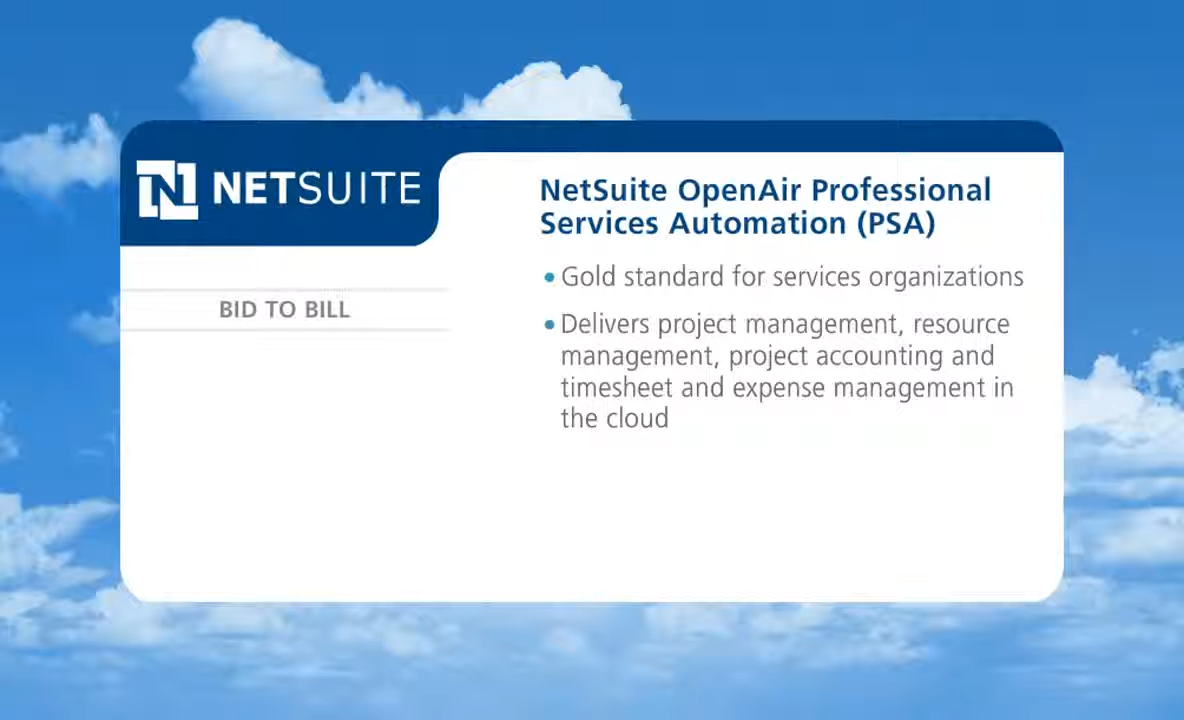 NETSUITE
BID TO BILL
NetSuite OpenAir Professional
Services Automation (PSA)
• Gold standard for services organizations
• Delivers project management, resource
management, project accounting and
timesheet and expense management in
the cloud